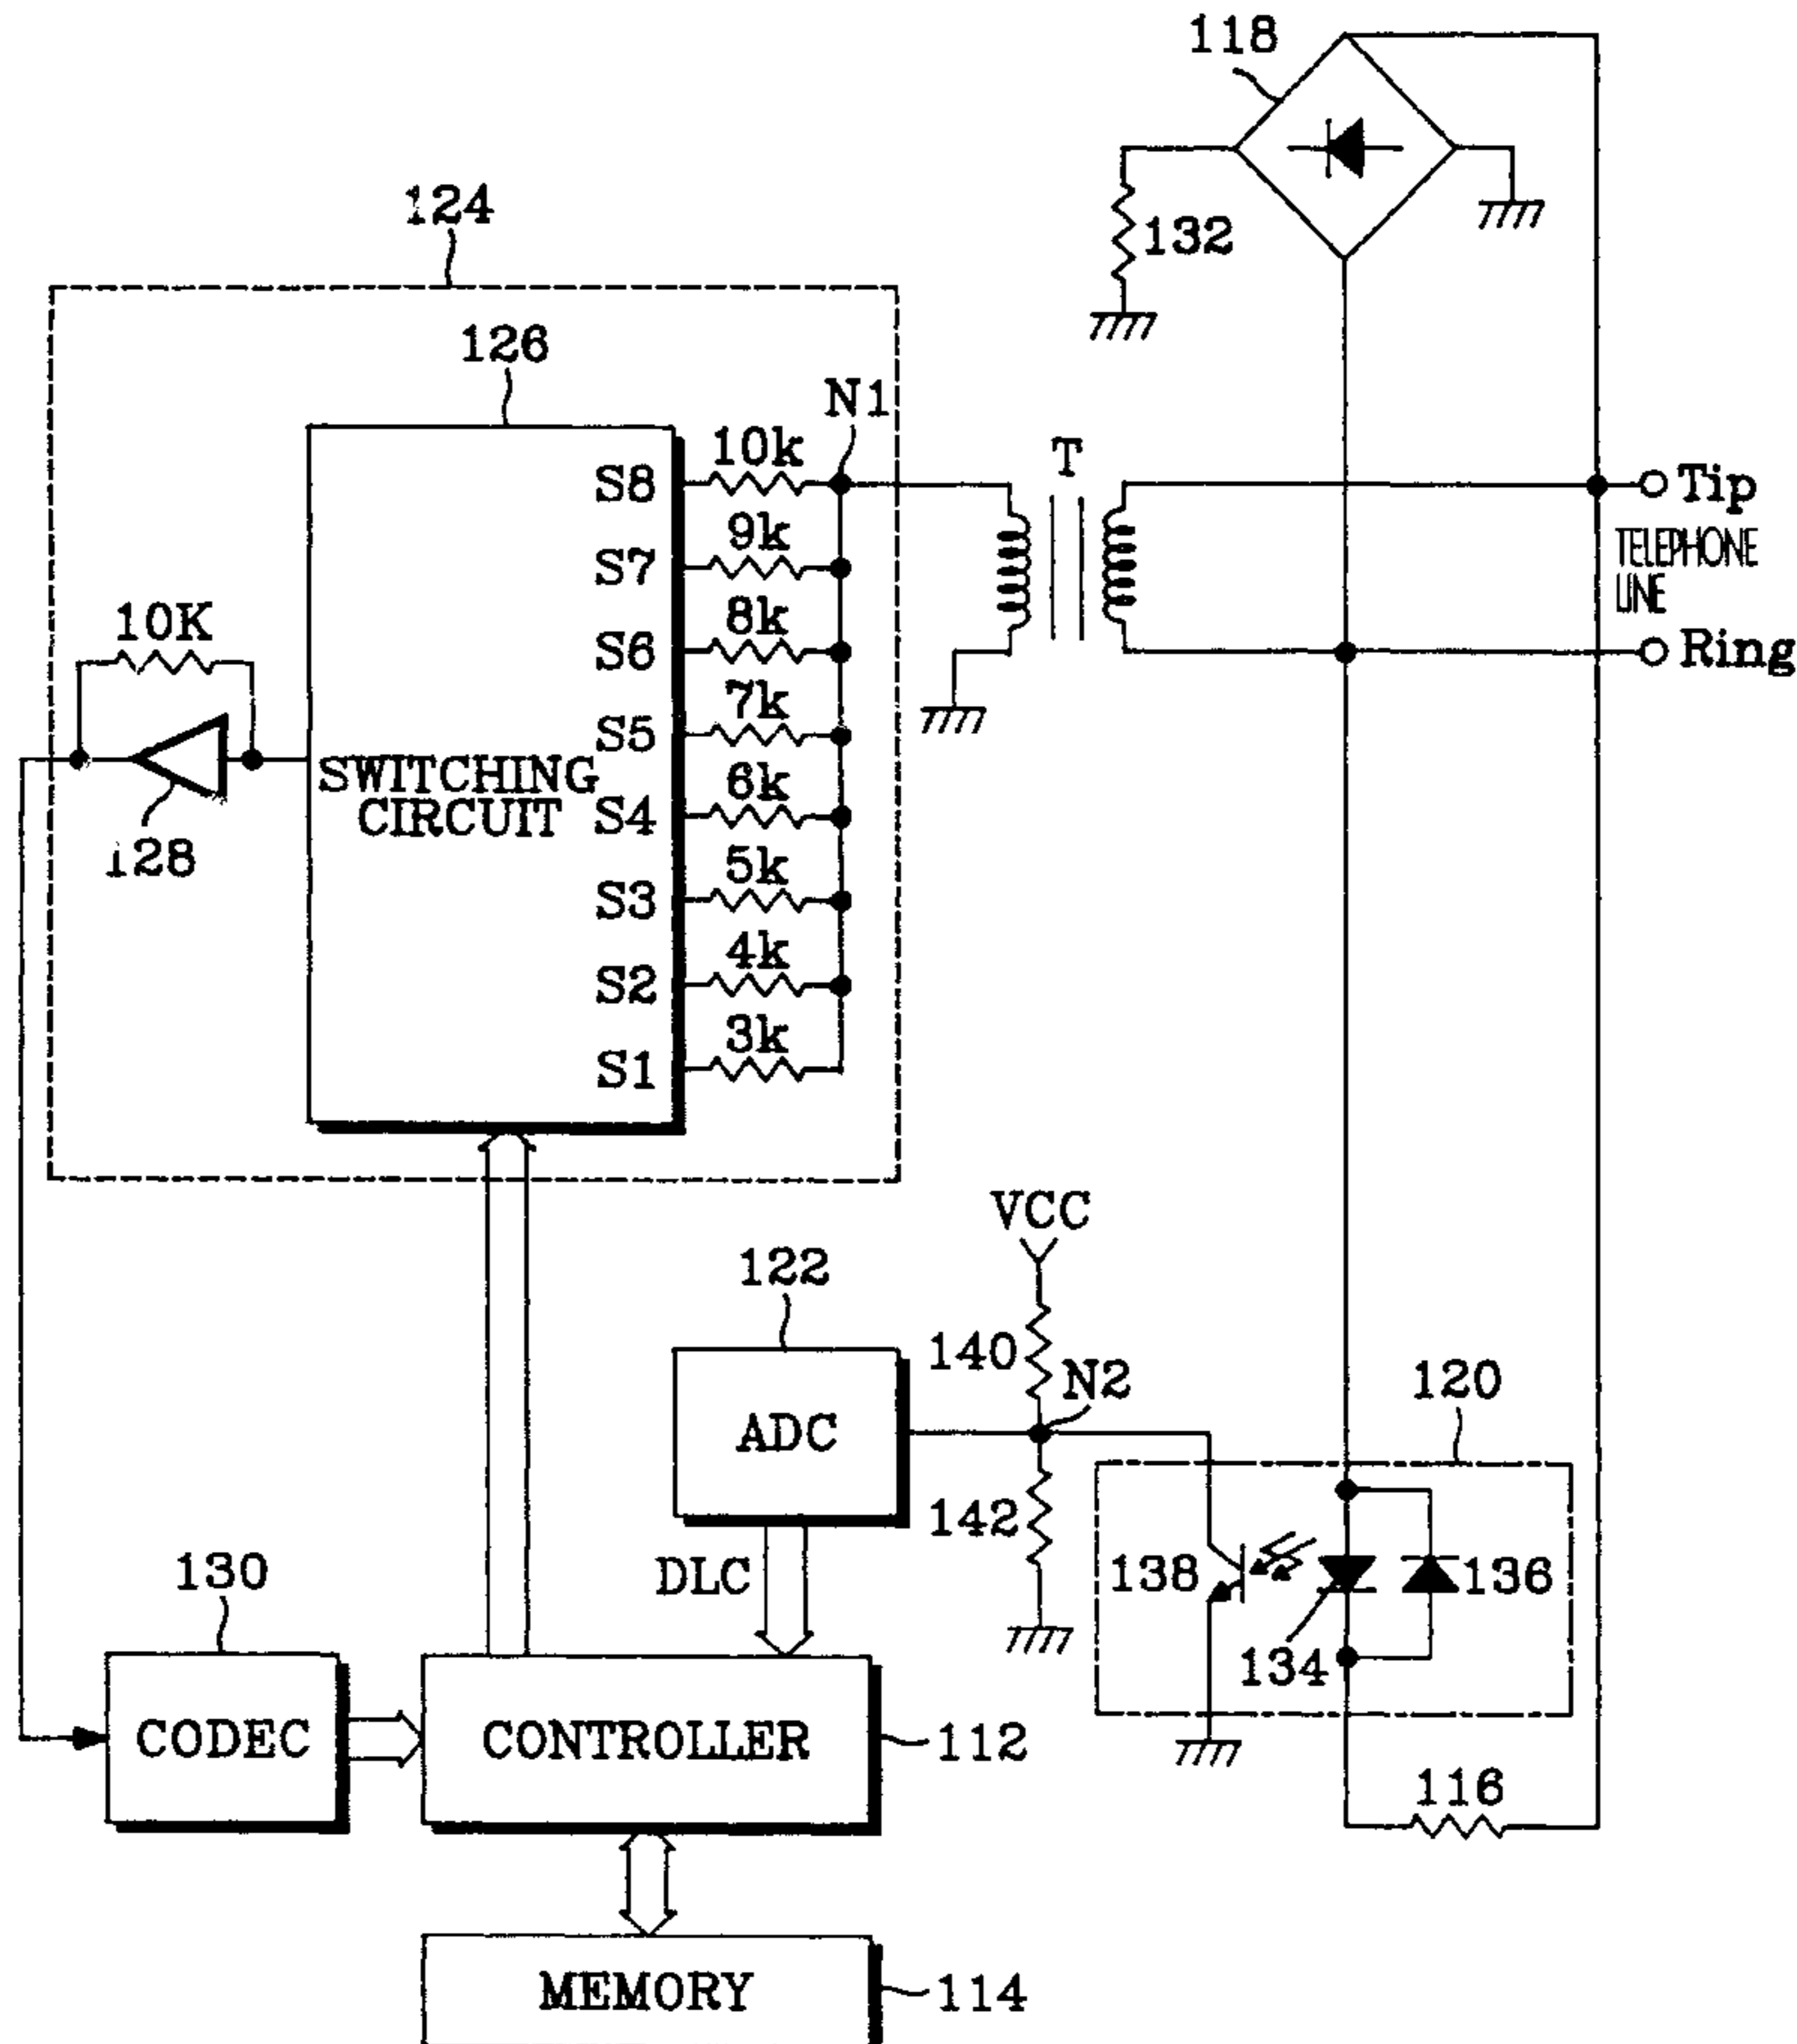 118
132
124
126
N1
T
S8 10k
S7 9k
S6 8k
S5 7k
S4 6k
S3 5k
S2 4k
S1 3k
10K
128
SWITCHING
CIRCUIT
Tip
TELEPHONE
LINE
Ring
VCC
122
140
N2
120
ADC
142
138
136
134
DLC
130
CODEC
CONTROLLER
112
116
MEMORY
114